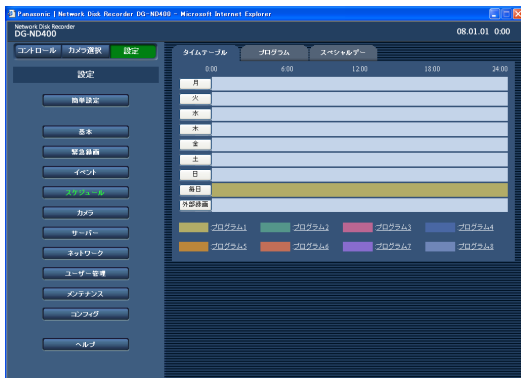 Panasonic | Network Disk Recorder DG-ND400 - Microsoft Internet Explorer
Network Disk Recorder
DG-ND400
08.01.01 0:00
コントロール カメラ選択 設定
タイムテーブル プログラム スペシャルデー
設定
0:00 6:00 12:00 18:00 24:00
月
火
水
木
金
土
日
毎日
外部録画
簡単設定
基本
緊急録画
イベント
スケジュール
カメラ
サーバー
ネットワーク
ユーザー管理
メンテナンス
コンフィグ
ヘルプ
プログラム1 プログラム2 プログラム3 プログラム4
プログラム5 プログラム6 プログラム7 プログラム8